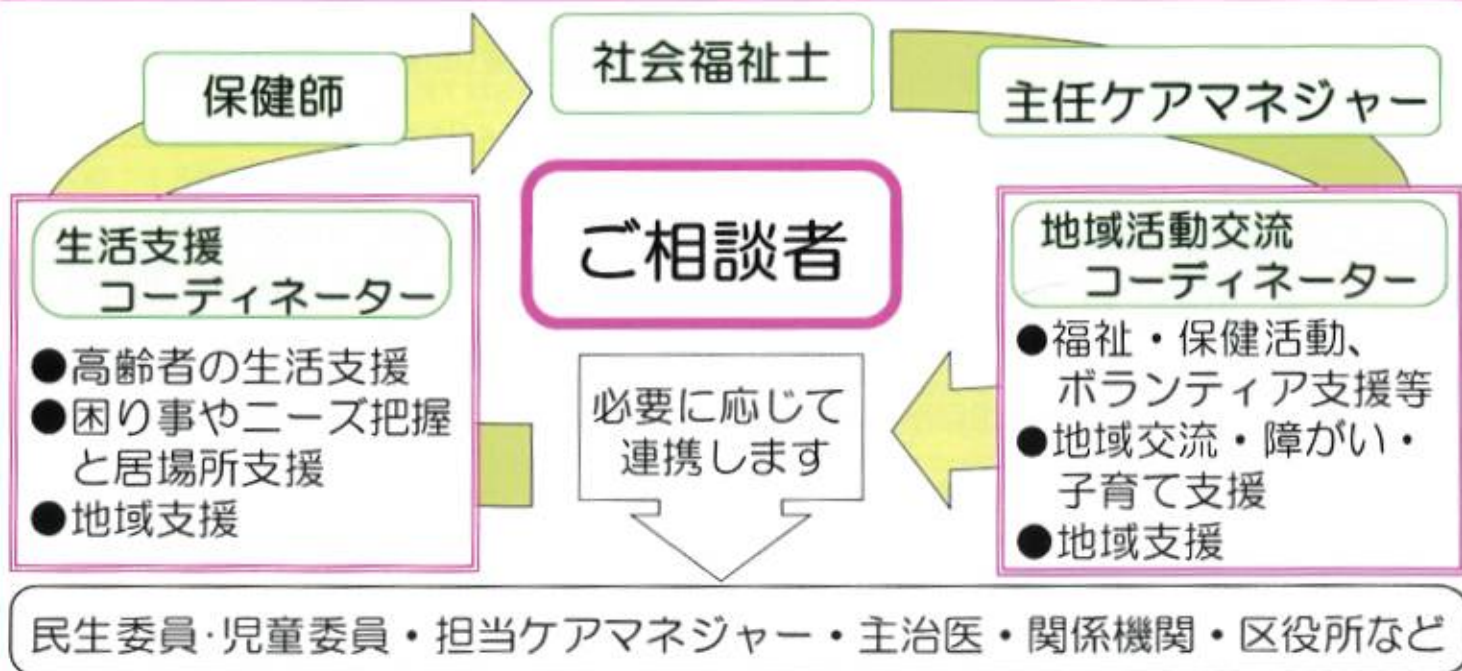 保健師
社会福祉士
主任ケアマネジャー
ご相談者
生活支援
コーディネーター
●高齢者の生活支援
●困り事やニーズ把握
と居場所支援
●地域支援
必要に応じて
連携します
地域活動交流
コーディネーター
●福祉・保健活動、
ボランティア支援等
●地域交流・障がい・
子育て支援
●地域支援
民生委員・児童委員・担当ケアマネジャー・主治医・関係機関・区役所など